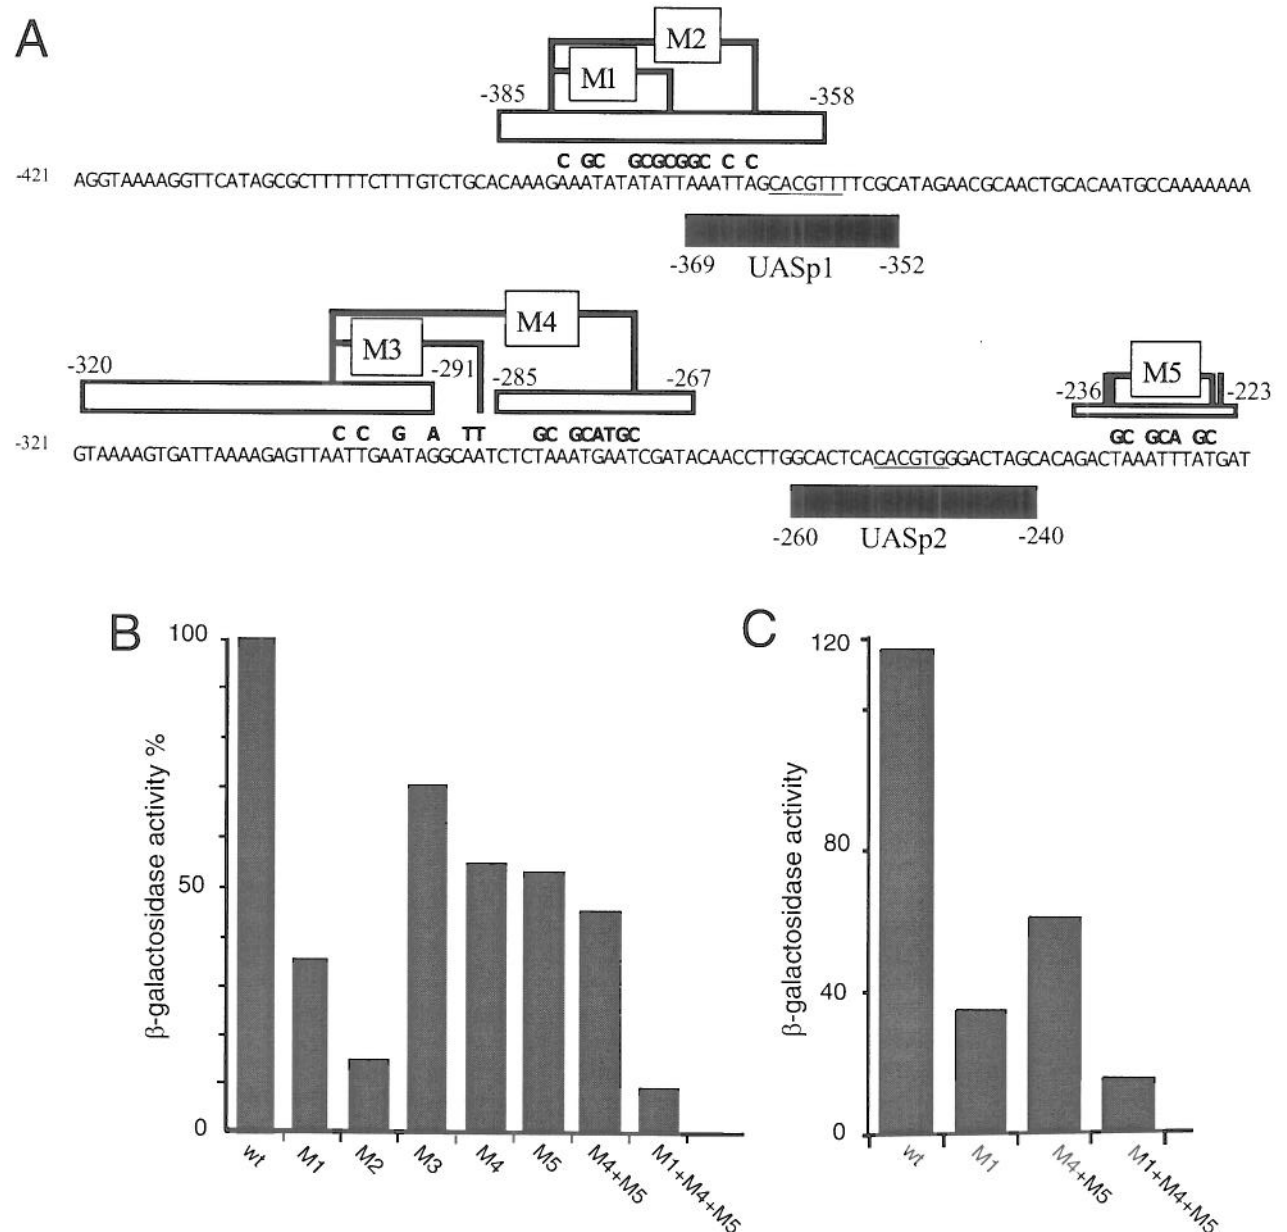 A
M2
M1
-385
-358
C GC GCGCGGC C C
-421 AGGTAAAAGGTTCATAGCGCTTTTTCTTTGTCTGCACAAAGAAATATATATTAAATTAGCACGTTTTCGCATAGAACGCAACTGCACAATGCCAAAAAAA
-369 UASp1 -352
M4
M3
M5
-320
-291
-285
-267
-236
-223
C C G A TT GC GCATGC GC GCA GC
-321 GTAAAAGTGATTAAAAGAGTTAATTGAATAGGCAATCTCTAAATGAATCGATACAACCTTGGCACTCACACGTGGGACTAGCACAGACTAAATTTATGAT
-260 UASp2 -240
B
100
50
0
β-galactosidase activity %
wt
M1
M2
M3
M4
M5
M4+M5
M1+M4+M5
C
120
80
40
0
β-galactosidase activity
wt
M1
M4+M5
M1+M4+M5